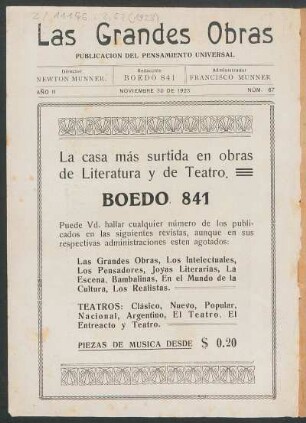 Las Grandes Obras
PUBLICACION DEL PENSAMIENTO UNIVERSAL
Director
NEWTON MUNNER.
Redacción
BOEDO 841
Administrador
FRANCISCO MUNNER
AÑO II
NOVIEMBRE DE 1923
NÚM. 87
La casa más surtida en obras
de Literatura y de Teatro.
BOEDO 841
Puede Vd. hallar cualquier número de los publi-
cados en las siguientes revistas, aunque en sus
respectivas administraciones esten agotados:
Las Grandes Obras, Los Intelectuales,
Los Pensadores, Joyas Literarias, La
Escena, Bambalinas, En el Mundo de la
Cultura, Los Realistas.
TEATROS: Clásico, Nuevo, Popular,
Nacional, Argentino, El Teatro. El
Entreacto y Teatro.
PIEZAS DE MUSICA DESDE $ 0.20